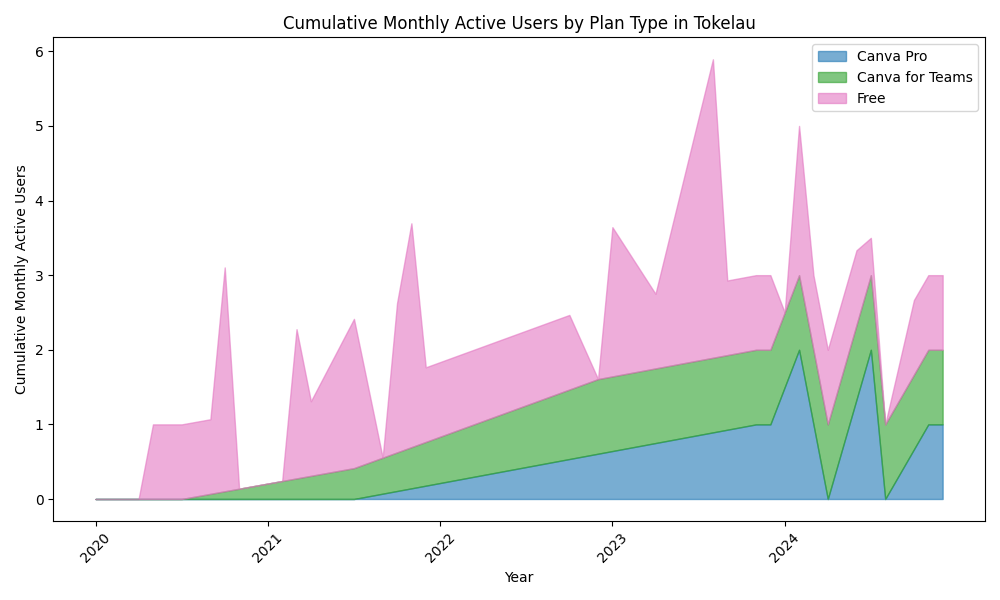 Cumulative Monthly Active Users by Plan Type in Tokelau
Canva Pro
Canva for Teams
Free
Cumulative Monthly Active Users
6
5
4
3
2
1
0
2020
2021
2022
2023
2024
Year